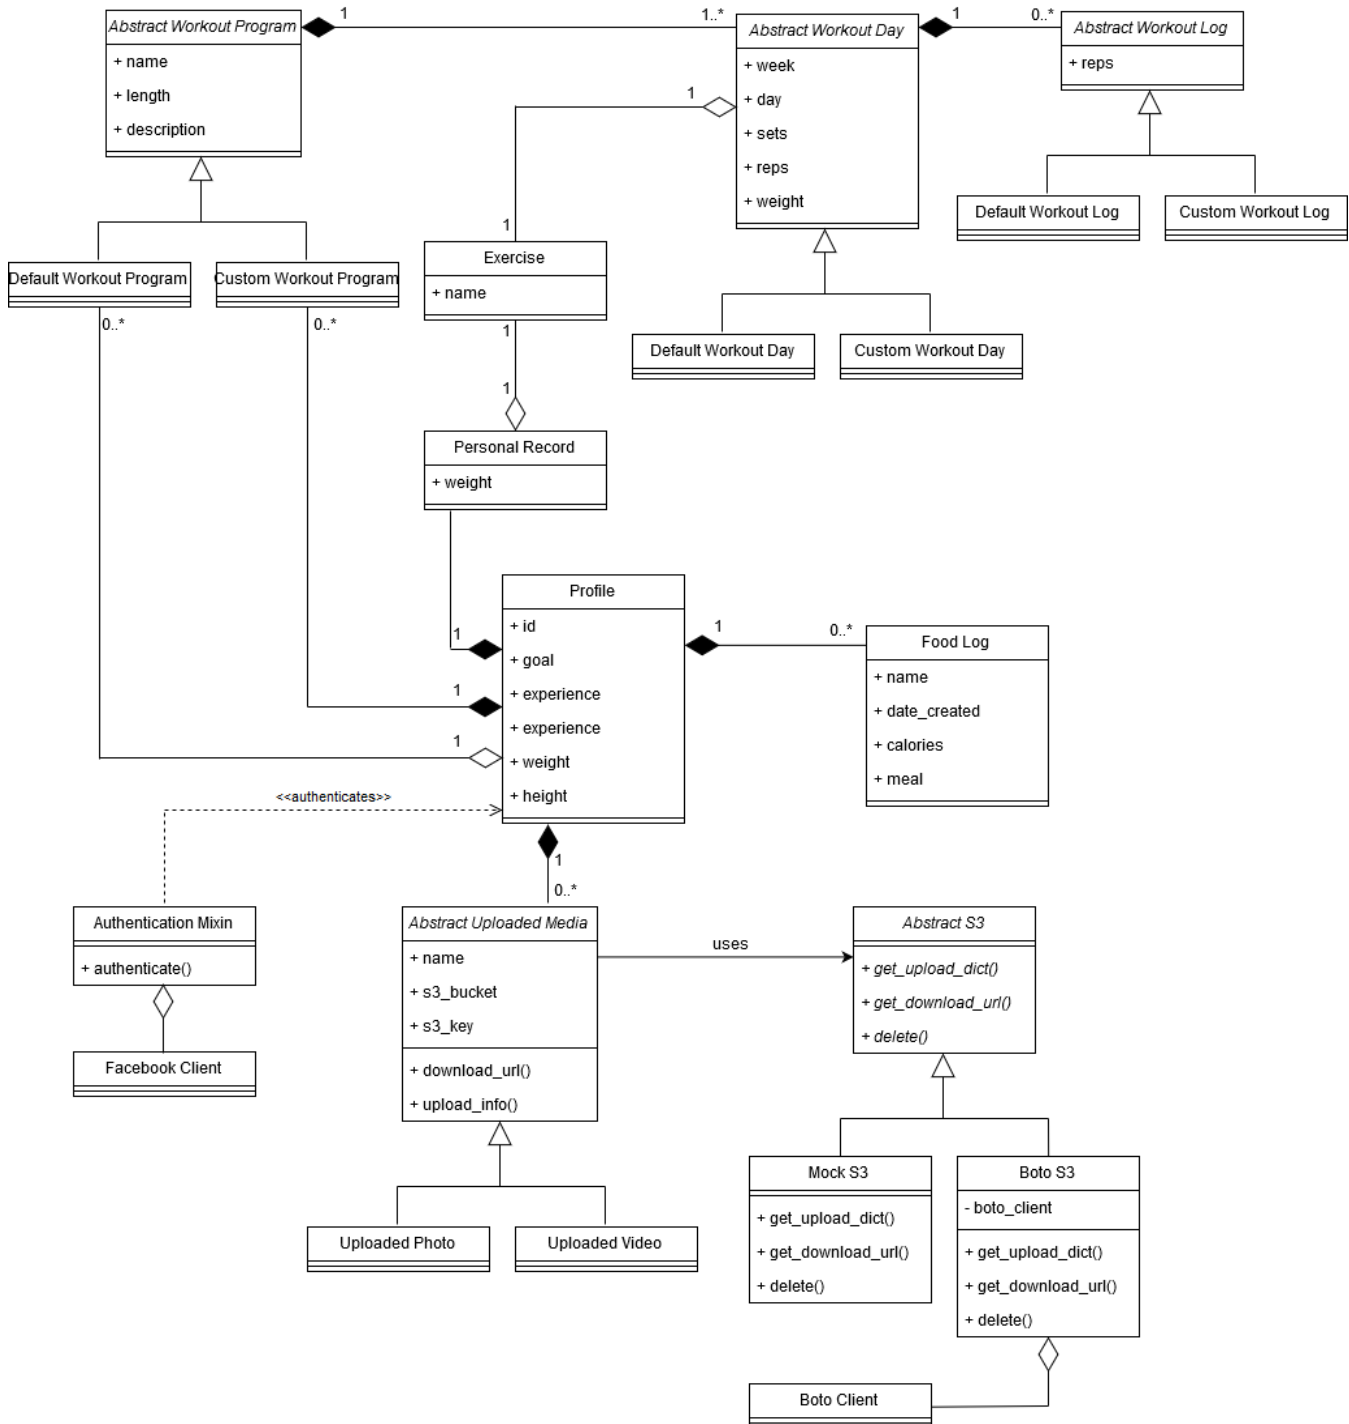 Abstract Workout Program
+ name
+ length
+ description
1
1..*
Abstract Workout Day
+ week
+ day
+ sets
+ reps
+ weight
1
0..*
Abstract Workout Log
+ reps
Default Workout Log
Custom Workout Log
1
1
Exercise
+ name
Default Workout Program
Custom Workout Program
0..*
0..*
Default Workout Day
Custom Workout Day
1
1
Personal Record
+ weight
Profile
+ id
+ goal
+ experience
+ experience
+ weight
+ height
1
1
1
1
0..*
Food Log
+ name
+ date_created
+ calories
+ meal
<<authenticates>>
1
0..*
Authentication Mixin
+ authenticate()
Facebook Client
Abstract Uploaded Media
+ name
+ s3_bucket
+ s3_key
+ download_url()
+ upload_info()
uses
Abstract S3
+ get_upload_dict()
+ get_download_url()
+ delete()
Uploaded Photo
Uploaded Video
Mock S3
+ get_upload_dict()
+ get_download_url()
+ delete()
Boto S3
- boto_client
+ get_upload_dict()
+ get_download_url()
+ delete()
Boto Client